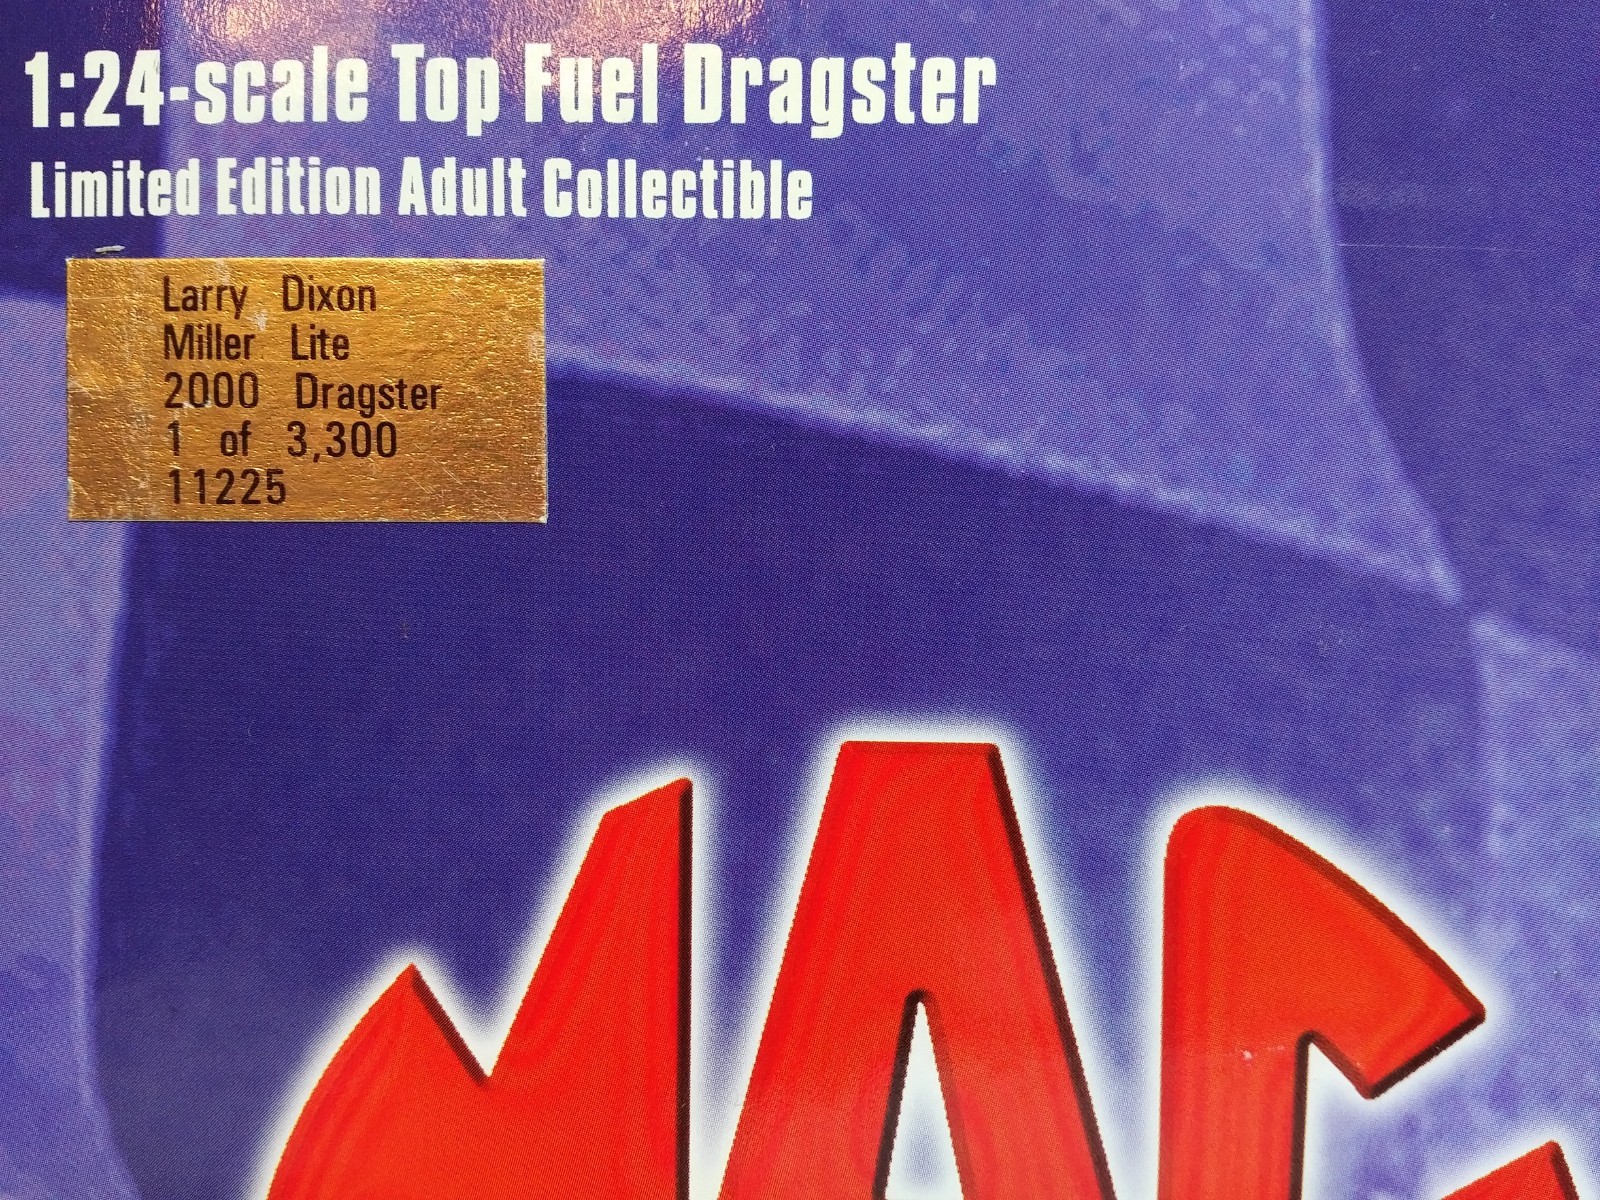 1:24-scale Top Fuel Dragster
Limited Edition Adult Collectible
Larry Dixon
Miller Lite
2000 Dragster
1 of 3,300
11225
MAC